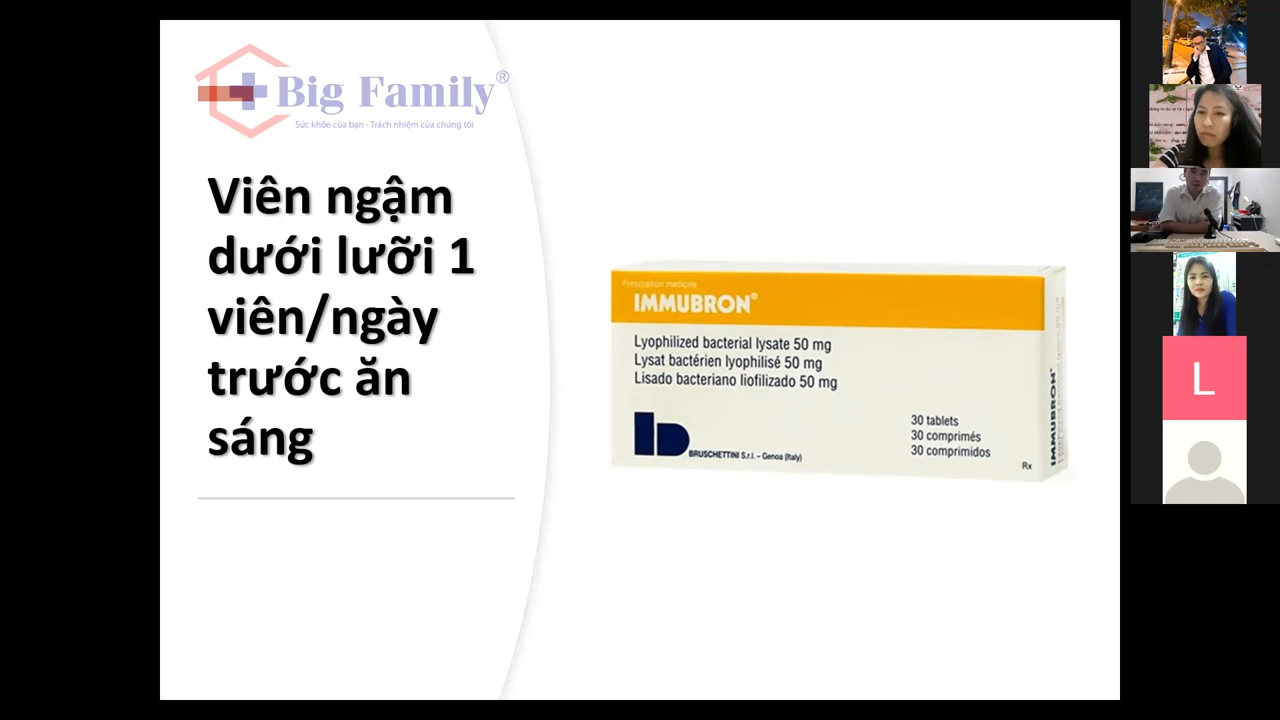 Big Family®
Sức khỏe của bạn - Trách nhiệm của chúng tôi
Viên ngậm
dưới lưỡi 1
viên/ngày
trước ăn
sáng
Prescription medicine
IMMUBRON®
Lyophilized bacterial lysate 50 mg
Lysat bactérien lyophilisé 50 mg
Lisado bacteriano liofilizado 50 mg
BRUSCHETTINI S.r.l. – Genoa (Italy)
30 tablets
30 comprimés
30 comprimidos
Rx
IMMUBRON®
L